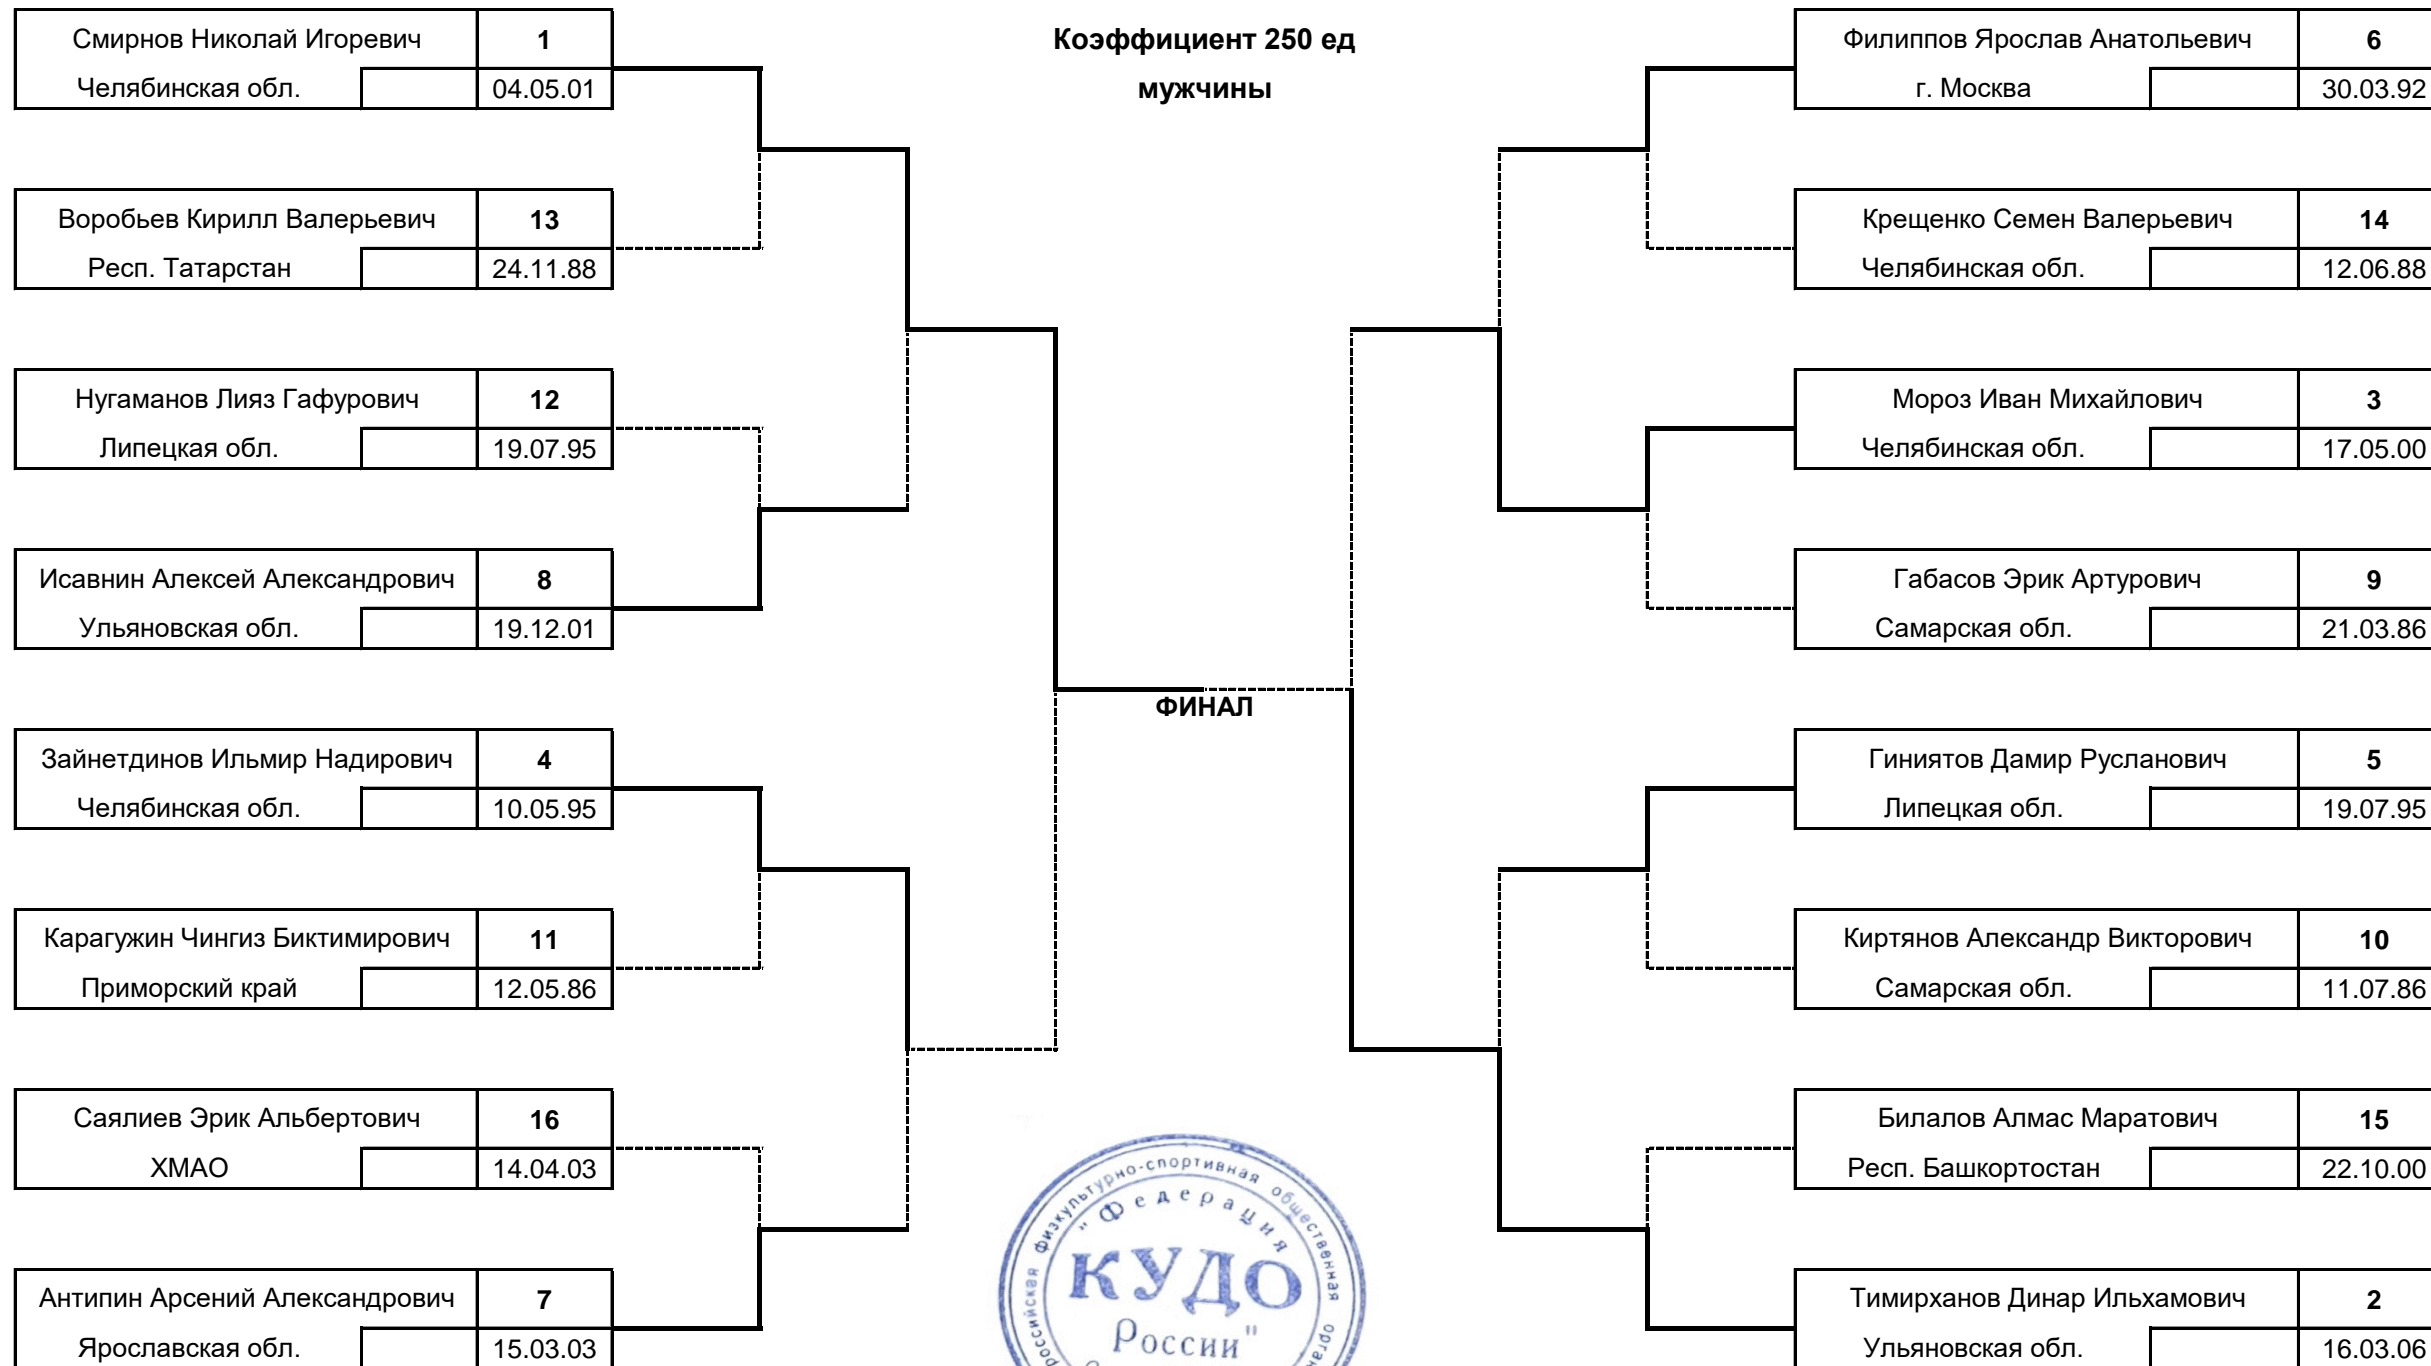 Коэффициент 250 ед
мужчины
Смирнов Николай Игоревич 1
Челябинская обл. 04.05.01
Воробьев Кирилл Валерьевич 13
Респ. Татарстан 24.11.88
Нугаманов Лияз Гафурович 12
Липецкая обл. 19.07.95
Исавнин Алексей Александрович 8
Ульяновская обл. 19.12.01
Зайнетдинов Ильмир Надирович 4
Челябинская обл. 10.05.95
Карагужин Чингиз Биктимирович 11
Приморский край 12.05.86
Саялиев Эрик Альбертович 16
ХМАО 14.04.03
Антипин Арсений Александрович 7
Ярославская обл. 15.03.03
ФИНАЛ
Филиппов Ярослав Анатольевич 6
г. Москва 30.03.92
Крещенко Семен Валерьевич 14
Челябинская обл. 12.06.88
Мороз Иван Михайлович 3
Челябинская обл. 17.05.00
Габасов Эрик Артурович 9
Самарская обл. 21.03.86
Гиниятов Дамир Русланович 5
Липецкая обл. 19.07.95
Киртянов Александр Викторович 10
Самарская обл. 11.07.86
Билалов Алмас Маратович 15
Респ. Башкортостан 22.10.00
Тимирханов Динар Ильхамович 2
Ульяновская обл. 16.03.06
физкультурно-спортивная общественная
"Федерация
КУДО
России"